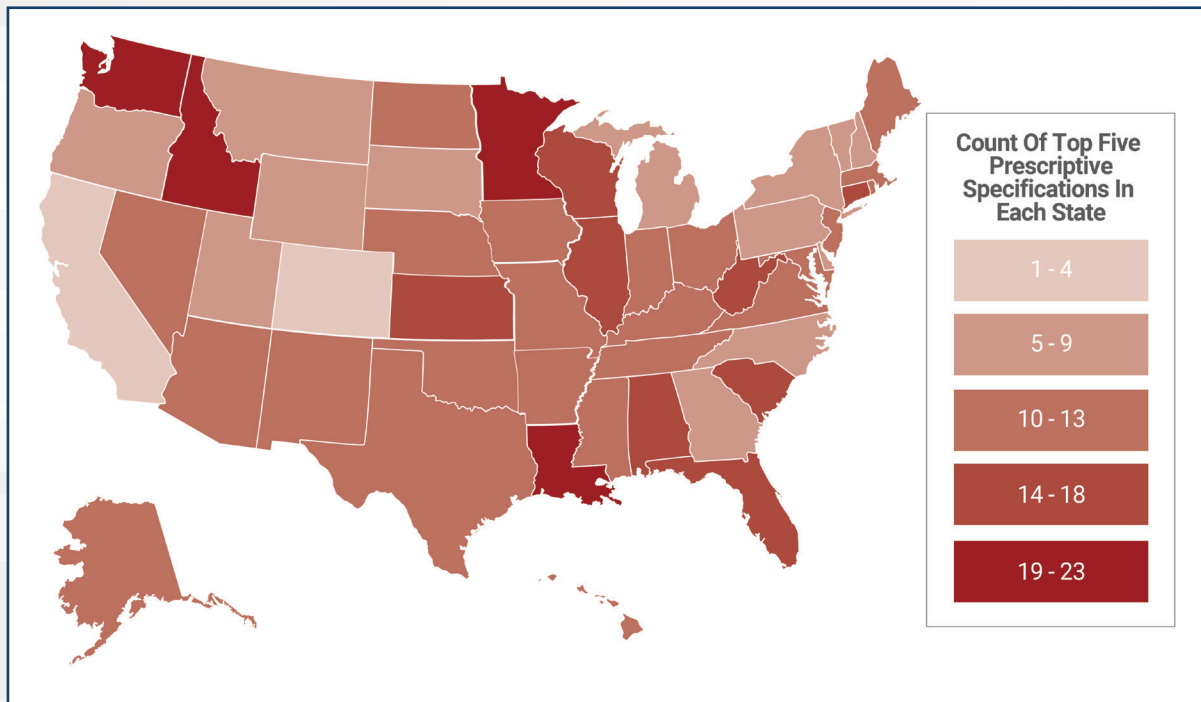 Count Of Top Five
Prescriptive
Specifications In
Each State
1 - 4
5 - 9
10 - 13
14 - 18
19 - 23